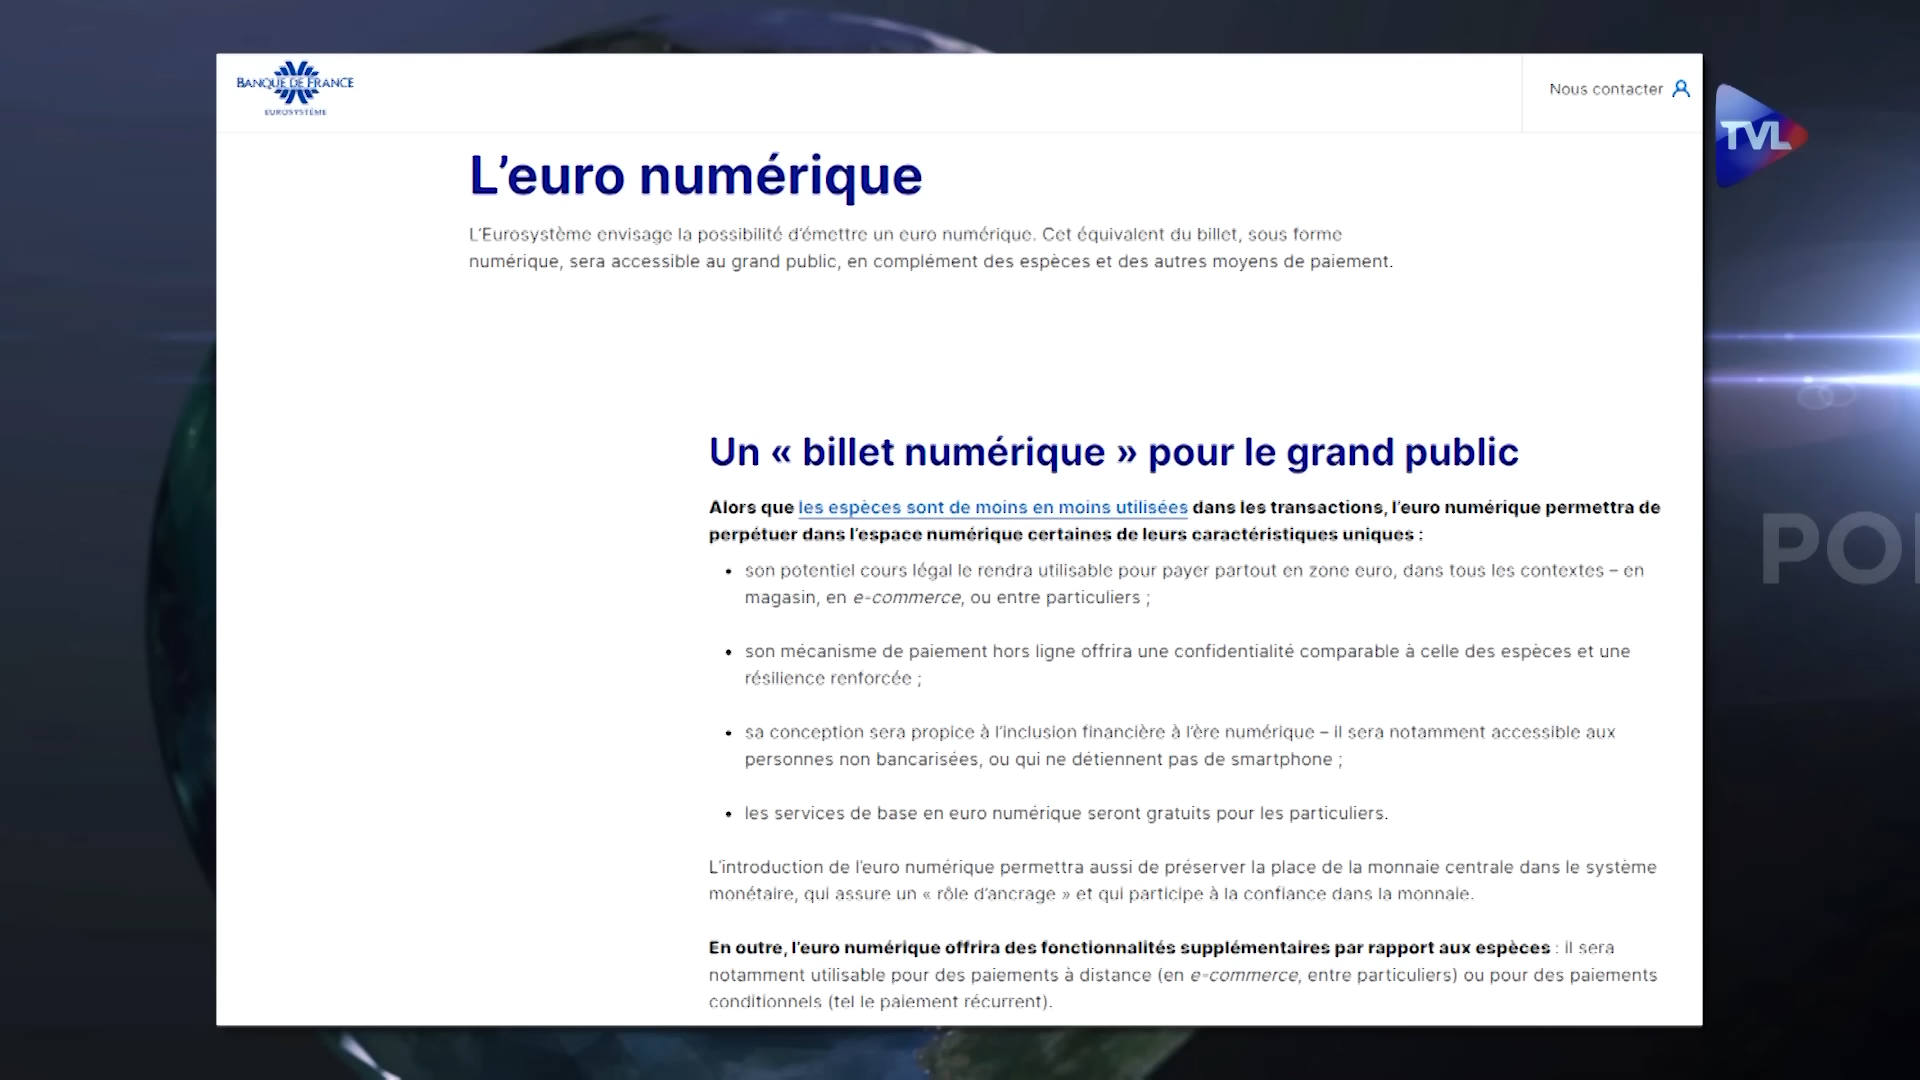 BANQUE DE FRANCE
EUROSYSTÈME
Nous contacter
TVL
L’euro numérique
L’Eurosystème envisage la possibilité d’émettre un euro numérique. Cet équivalent du billet, sous forme
numérique, sera accessible au grand public, en complément des espèces et des autres moyens de paiement.
Un « billet numérique » pour le grand public
Alors que les espèces sont de moins en moins utilisées dans les transactions, l’euro numérique permettra de
perpétuer dans l’espace numérique certaines de leurs caractéristiques uniques :
• son potentiel cours légal le rendra utilisable pour payer partout en zone euro, dans tous les contextes – en
magasin, en e-commerce, ou entre particuliers ;
• son mécanisme de paiement hors ligne offrira une confidentialité comparable à celle des espèces et une
résilience renforcée ;
• sa conception sera propice à l’inclusion financière à l’ère numérique – il sera notamment accessible aux
personnes non bancarisées, ou qui ne détiennent pas de smartphone ;
• les services de base en euro numérique seront gratuits pour les particuliers.
L’introduction de l’euro numérique permettra aussi de préserver la place de la monnaie centrale dans le système
monétaire, qui assure un « rôle d’ancrage » et qui participe à la confiance dans la monnaie.
En outre, l’euro numérique offrira des fonctionnalités supplémentaires par rapport aux espèces : il sera
notamment utilisable pour des paiements à distance (en e-commerce, entre particuliers) ou pour des paiements
conditionnels (tel le paiement récurrent).